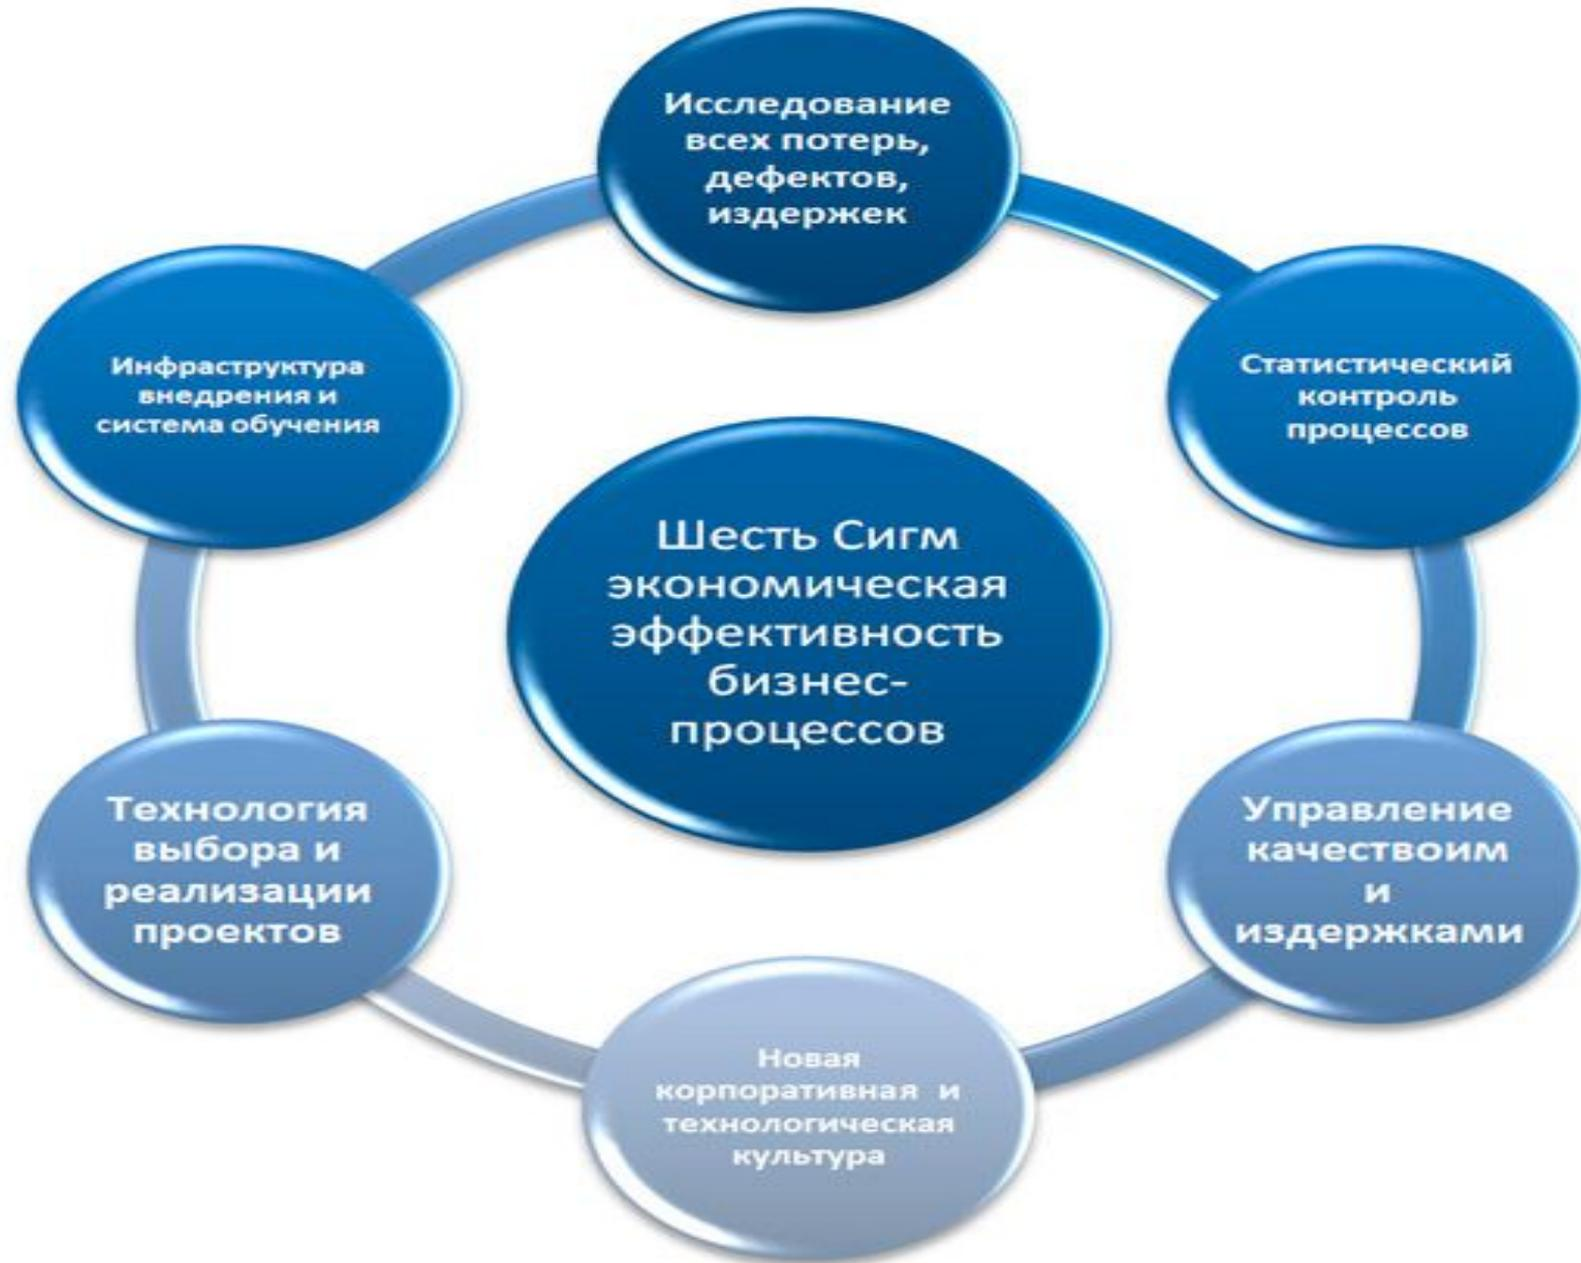 Исследование
всех потерь,
дефектов,
издержек
Статистический
контроль
процессов
Управление
качествоим
и
издержками
Новая
корпоративная и
технологическая
культура
Технология
выбора и
реализации
проектов
Инфраструктура
внедрения и
система обучения
Шесть Сигм
экономическая
эффективность
бизнес-
процессов